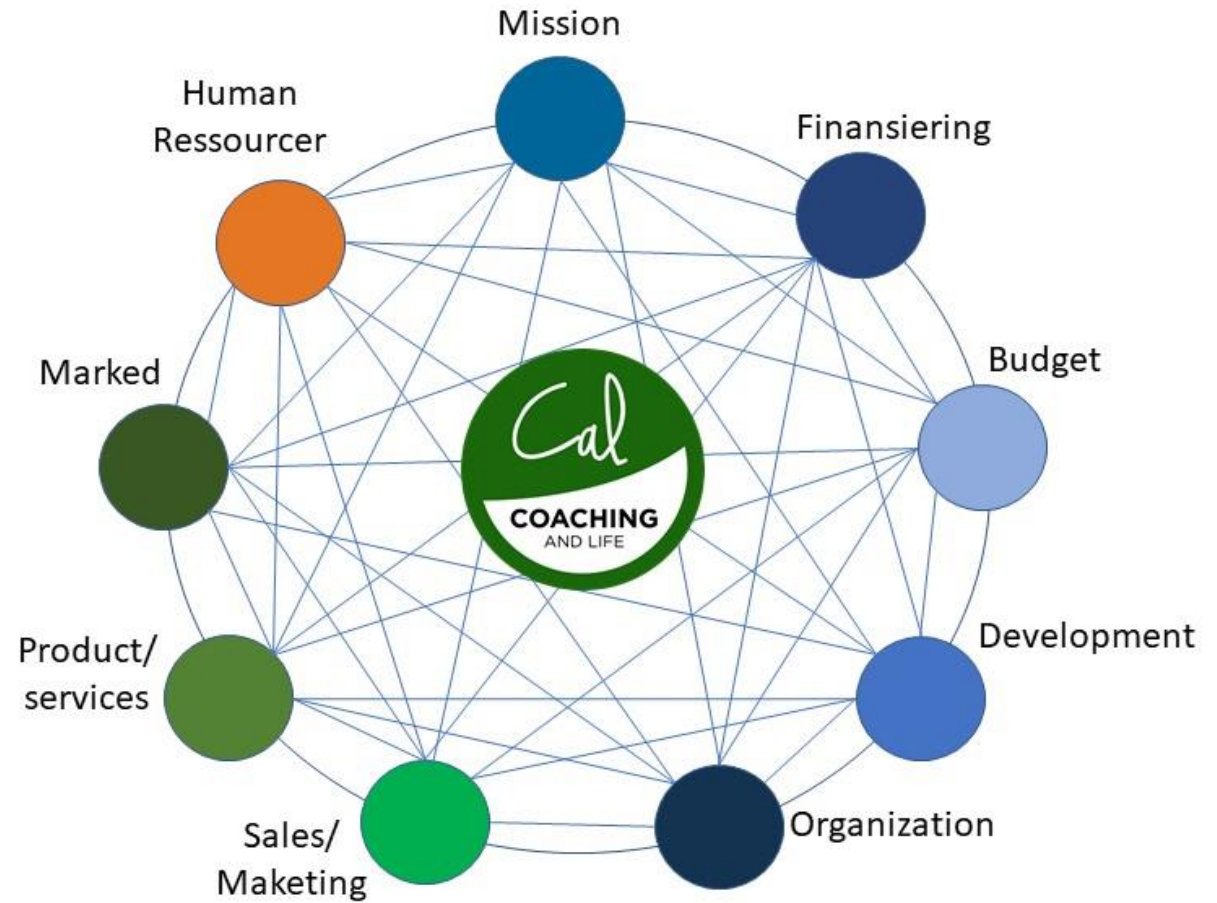 Mission
Human
Ressourcer
Finansiering
Marked
Budget
Cal
COACHING
AND LIFE
Product/
services
Development
Sales/
Maketing
Organization